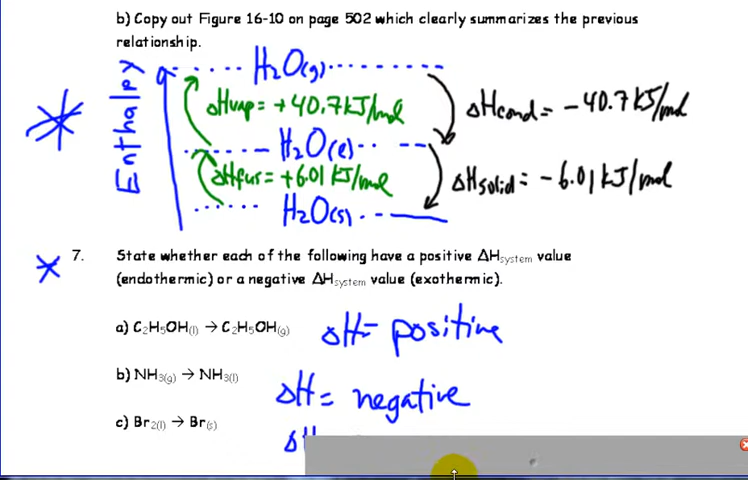 b) Copy out Figure 16-10 on page 502 which clearly summarizes the previous
relationship.
Enthalpy
H₂O(g)
ΔHvap = +40.7 kJ/mol
ΔHcond = -40.7 kJ/mol
H₂O(l)
ΔHfus = +6.01 kJ/mol
ΔHsolid = -6.01 kJ/mol
H₂O(s)
7. State whether each of the following have a positive ΔHsystem value
(endothermic) or a negative ΔHsystem value (exothermic).
a) C₂H₅OH(l) → C₂H₅OH(g) ΔH= positive
b) NH₃(g) → NH₃(l) ΔH = negative
c) Br₂(l) → Br(s) ΔH